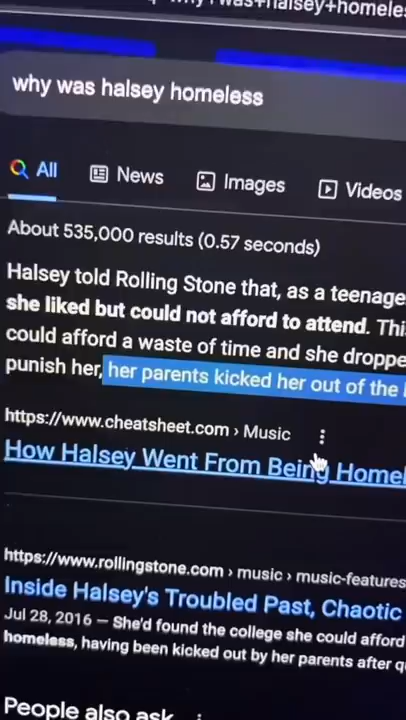 why was halsey homeless
All News Images Videos
About 535,000 results (0.57 seconds)
Halsey told Rolling Stone that, as a teenage
she liked but could not afford to attend. Thi
could afford a waste of time and she droppe
punish her, her parents kicked her out of the
https://www.cheatsheet.com › Music
How Halsey Went From Being Homel
https://www.rollingstone.com › music › music-features
Inside Halsey's Troubled Past, Chaotic
Jul 28, 2016 — She'd found the college she could afford
homeless, having been kicked out by her parents after q
People also ask